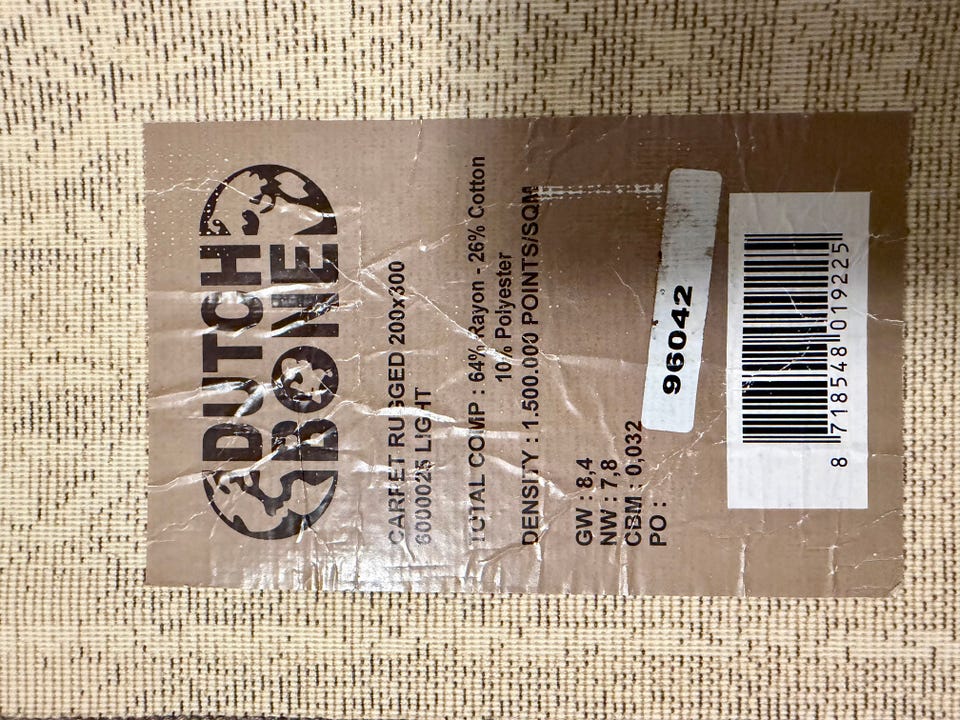 DUTCH
BONE
CARPET RUGGED 200x300
6000025 LIGHT
TOTAL COMP : 64% Rayon - 26% Cotton
10% Polyester
DENSITY : 1.500.000 POINTS/SQM
GW : 8,4
NW : 7,8
CBM : 0,032
PO :
96042
8 718548 019225